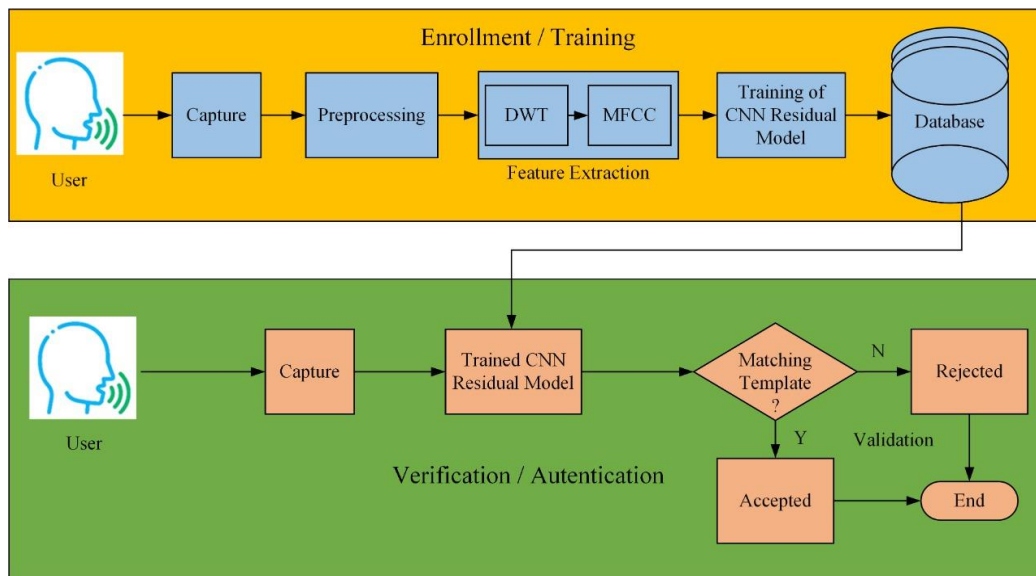 Enrollment / Training
User
Capture
Preprocessing
DWT
MFCC
Feature Extraction
Training of
CNN Residual
Model
Database
User
Capture
Trained CNN
Residual Model
Matching
Template
?
N
Rejected
Y
Validation
Accepted
End
Verification / Autentication